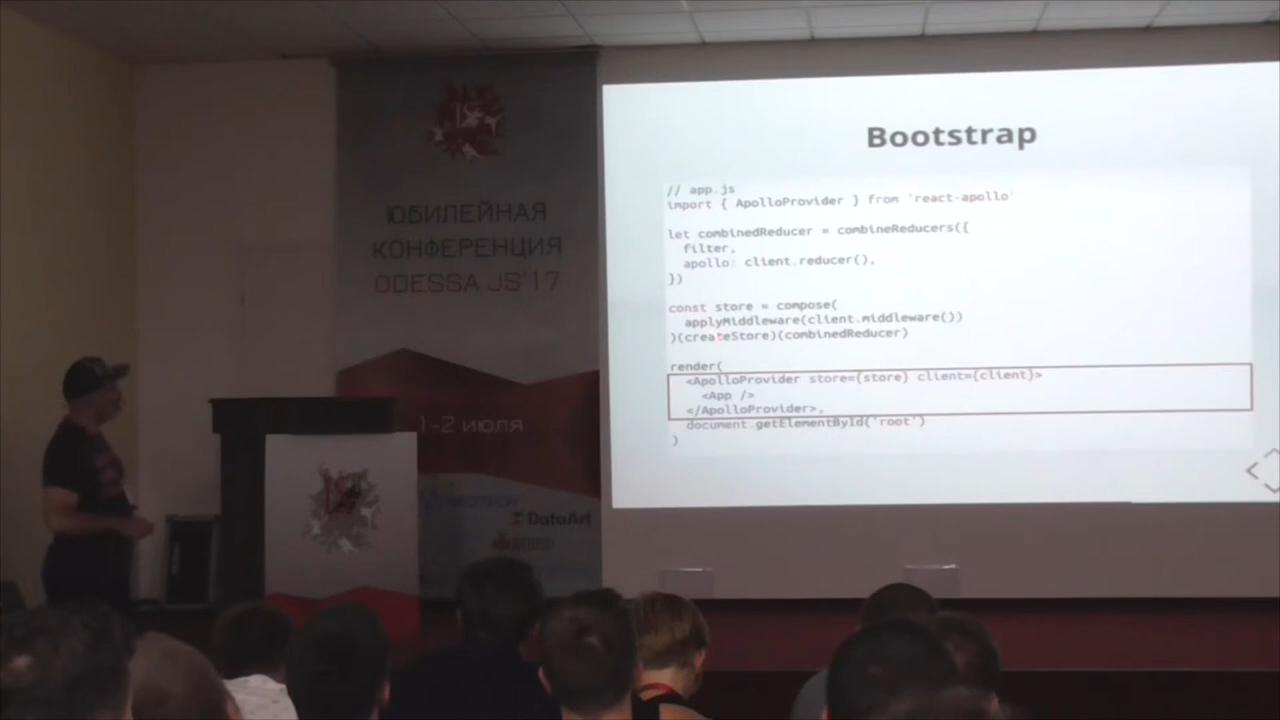 ЮБИЛЕЙНАЯ
КОНФЕРЕНЦИЯ
ODESSA JS'17
1-2 июля
DataArt
Bootstrap
// app.js
import { ApolloProvider } from 'react-apollo'
let combinedReducer = combineReducers({
filter,
apollo: client.reducer(),
})
const store = compose(
applyMiddleware(client.middleware())
)(createStore)(combinedReducer)
render(
<ApolloProvider store={store} client={client}>
<App />
</ApolloProvider>,
document.getElementById('root')
)